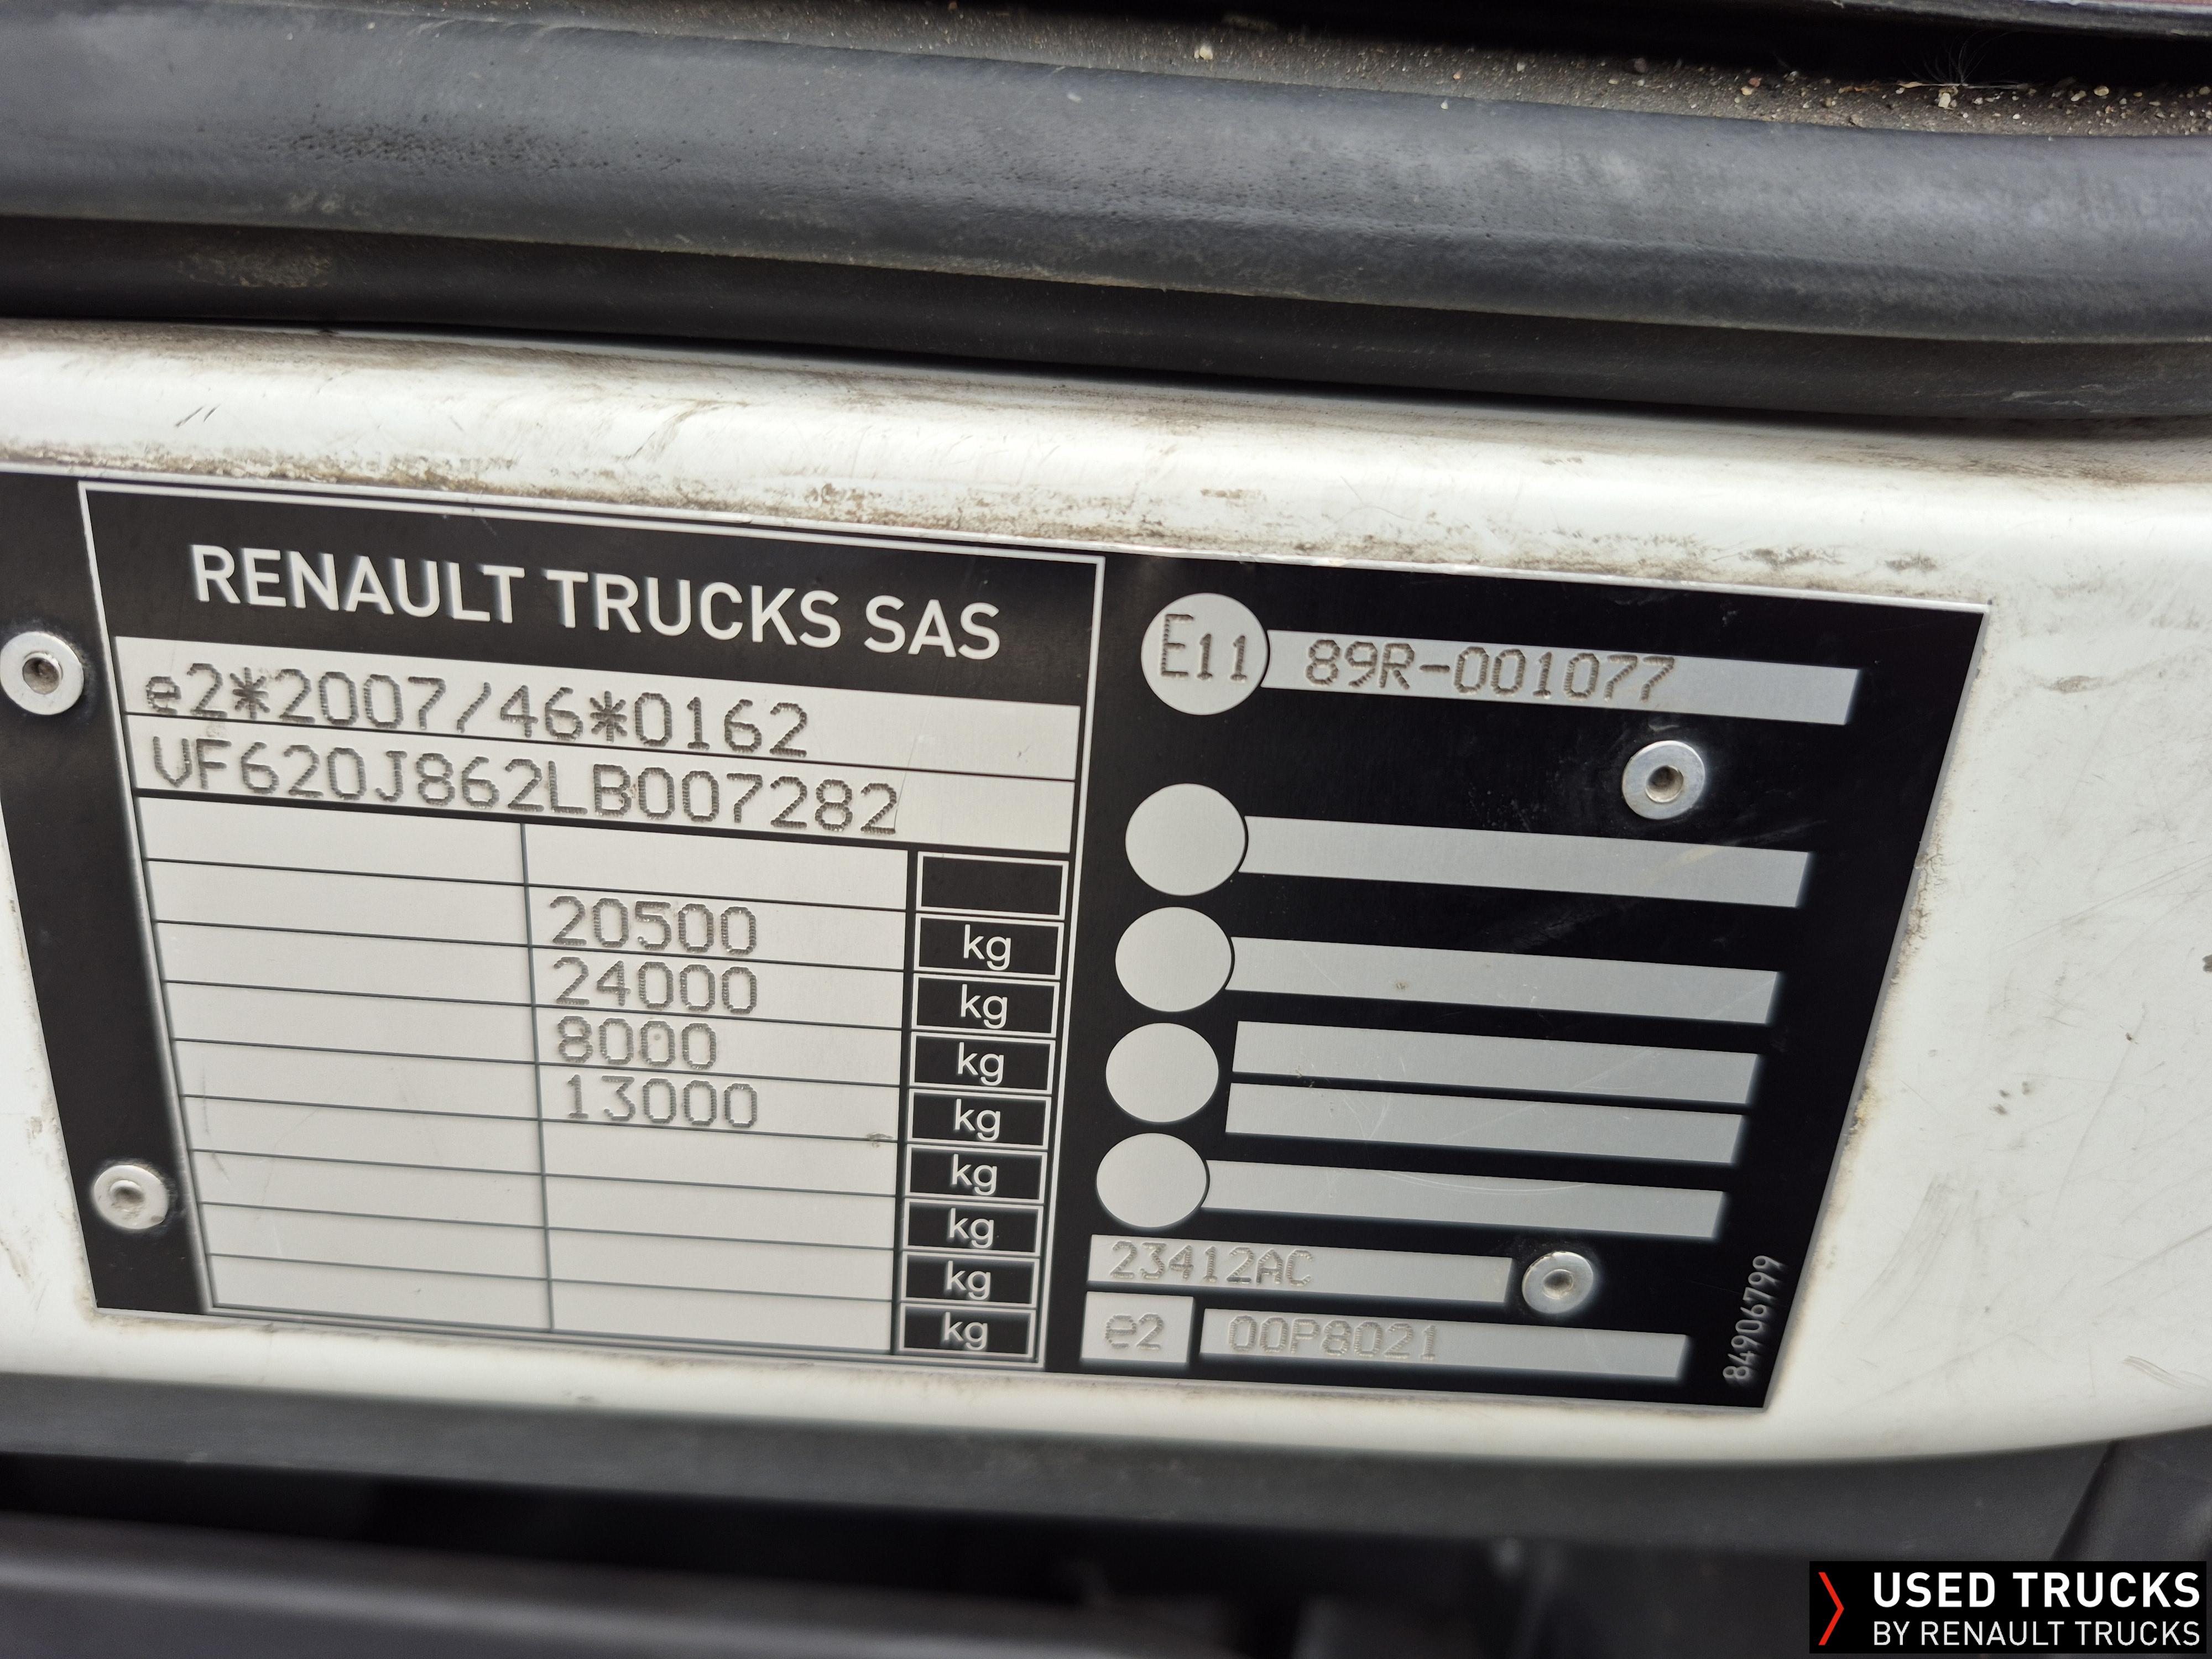 RENAULT TRUCKS SAS
e2*2007/46*0162
VF620J862LB007282
20500 kg
24000 kg
8000 kg
13000 kg
kg
kg
kg
kg
E11 89R-001077
23412AC
e2 00P8021
84906799
USED TRUCKS
BY RENAULT TRUCKS